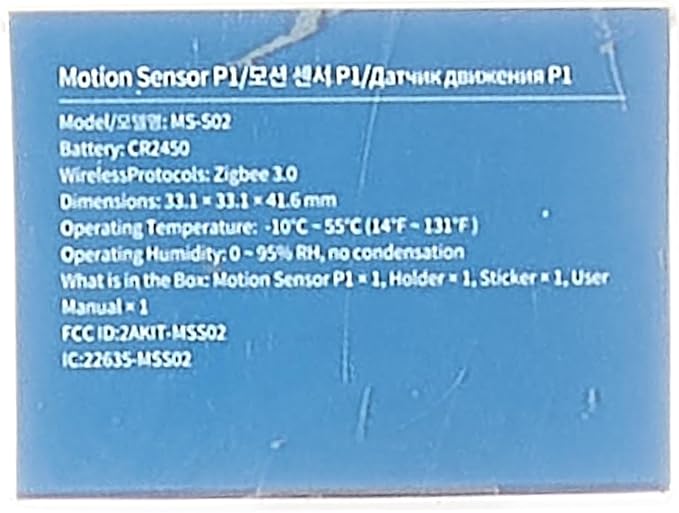 Motion Sensor P1/모션 센서 P1/Датчик движения P1
Model/모델명: MS-S02
Battery: CR2450
WirelessProtocols: Zigbee 3.0
Dimensions: 33.1 × 33.1 × 41.6 mm
Operating Temperature: -10°C ~ 55°C (14°F ~ 131°F)
Operating Humidity: 0 ~ 95% RH, no condensation
What is in the Box: Motion Sensor P1 × 1, Holder × 1, Sticker × 1, User
Manual × 1
FCC ID:2AKIT-MSS02
IC:22635-MSS02